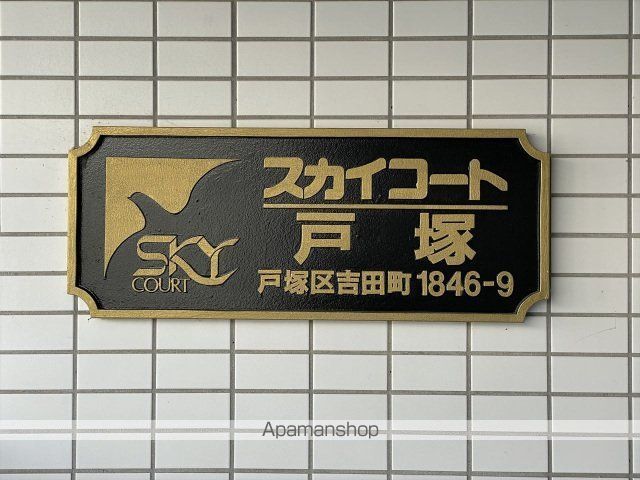 スカイコート
戸塚
SKY
COURT
戸塚区吉田町1846-9
Apamanshop